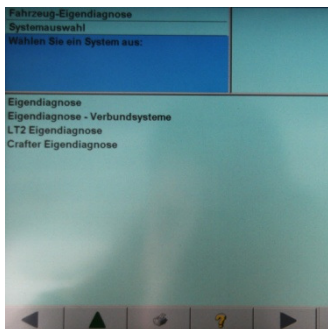 Fahrzeug-Eigendiagnose
Systemauswahl
Wählen Sie ein System aus:
Eigendiagnose
Eigendiagnose - Verbundsysteme
LT2 Eigendiagnose
Crafter Eigendiagnose
?